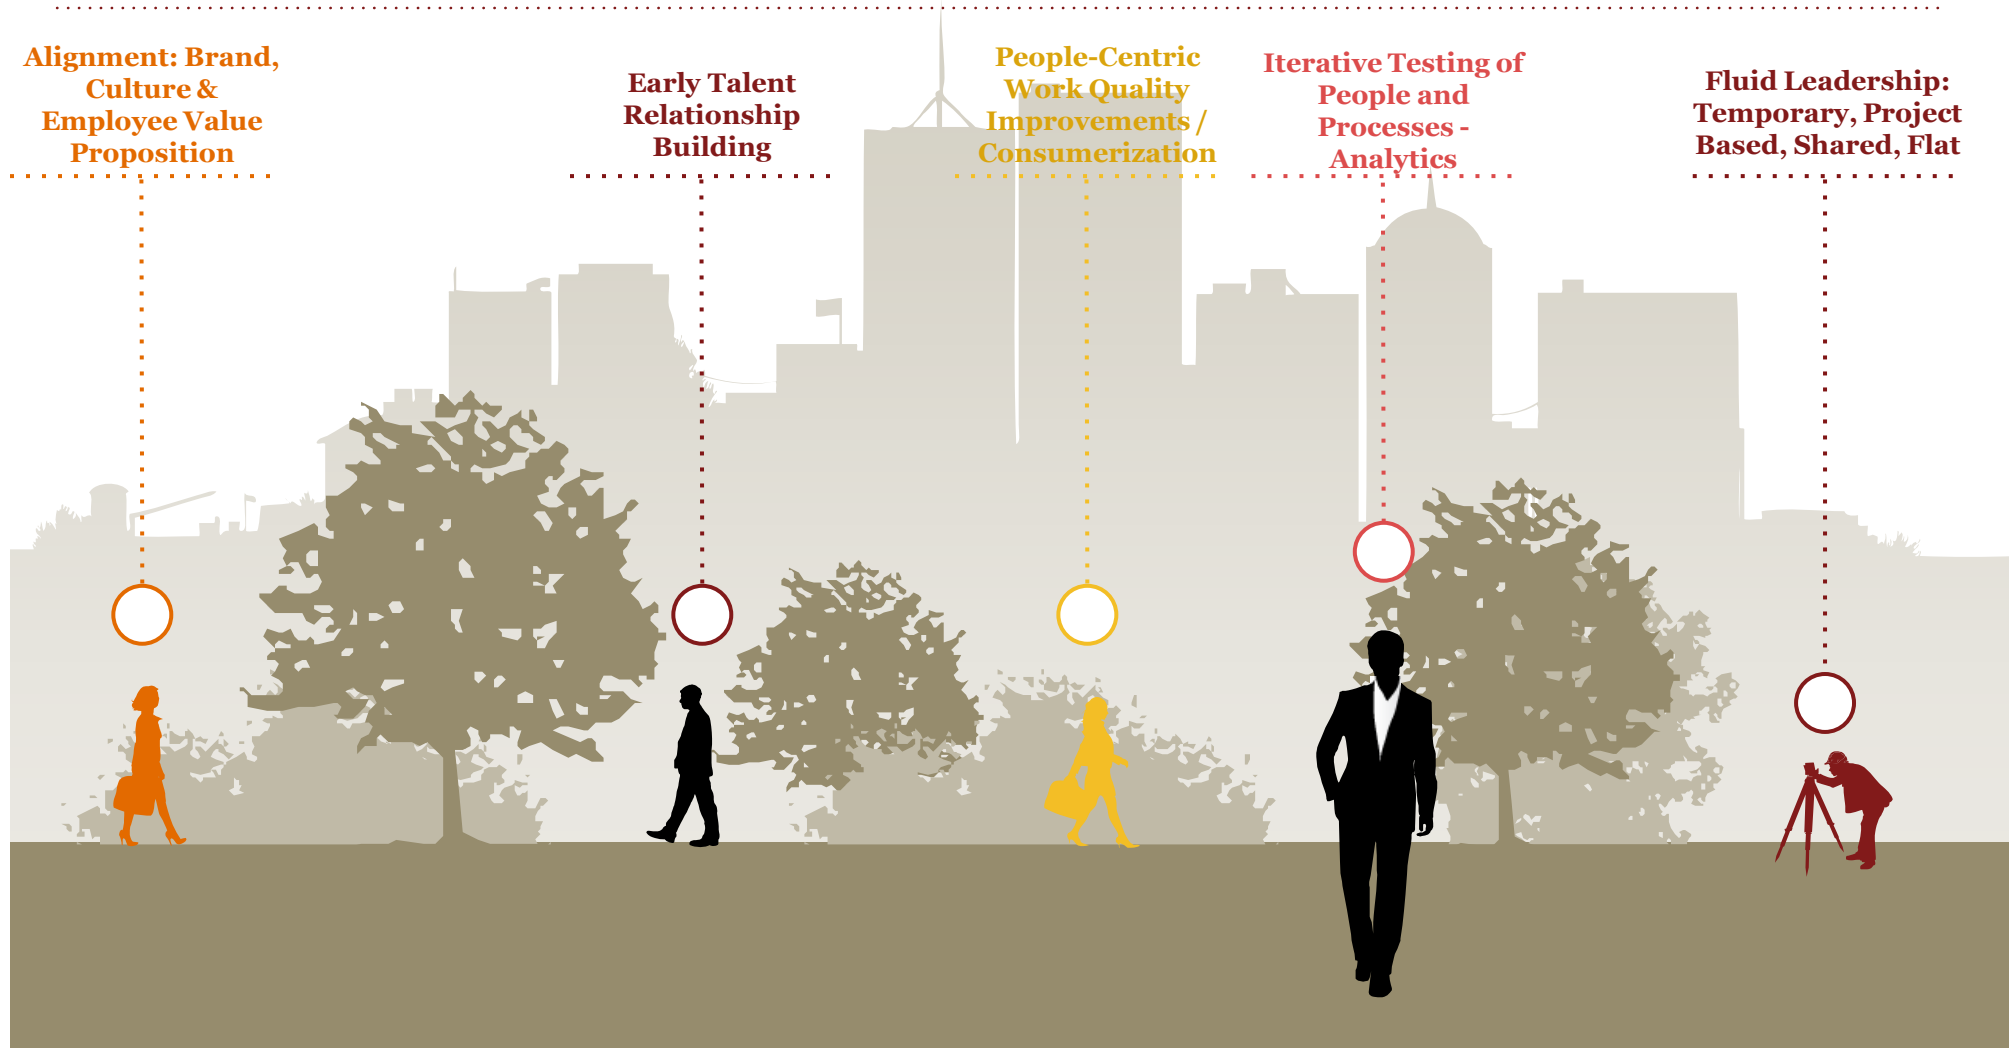 Alignment: Brand,
Culture &
Employee Value
Proposition
Early Talent
Relationship
Building
People-Centric
Work Quality
Improvements /
Consumerization
Iterative Testing of
People and
Processes -
Analytics
Fluid Leadership:
Temporary, Project
Based, Shared, Flat